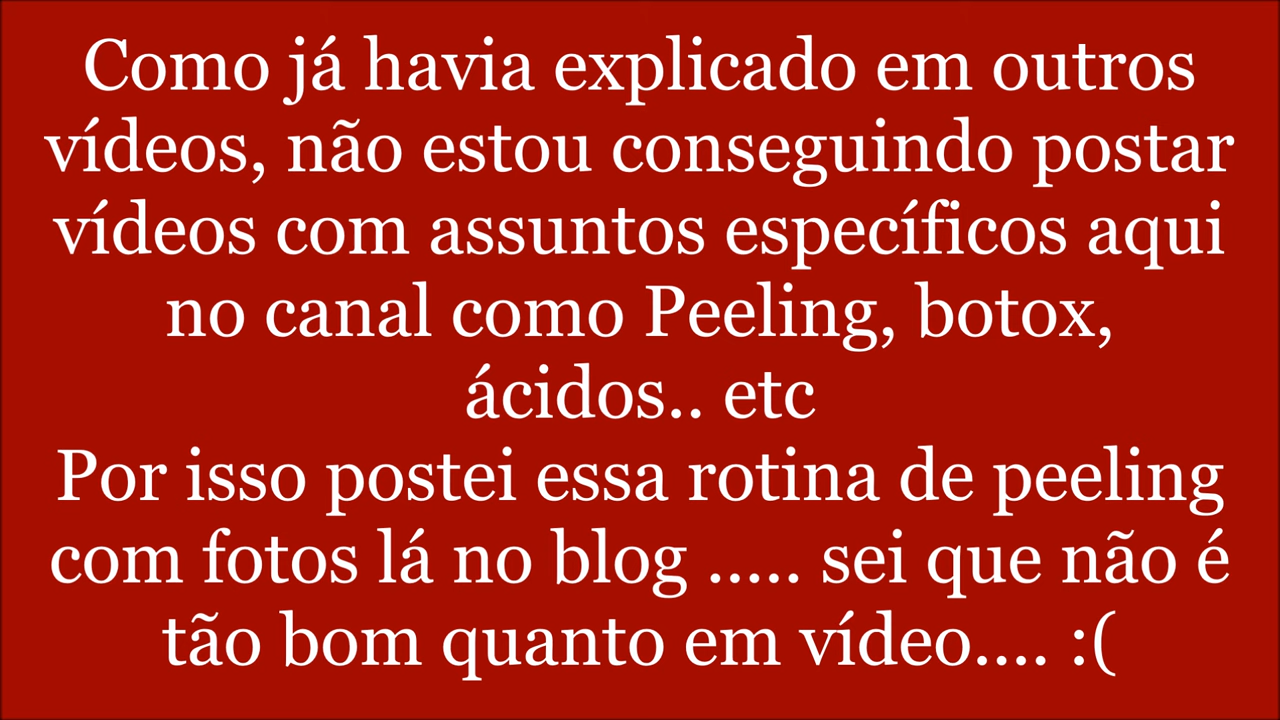 Como já havia explicado em outros
vídeos, não estou conseguindo postar
vídeos com assuntos específicos aqui
no canal como Peeling, botox,
ácidos.. etc
Por isso postei essa rotina de peeling
com fotos lá no blog ..... sei que não é
tão bom quanto em vídeo.... :(